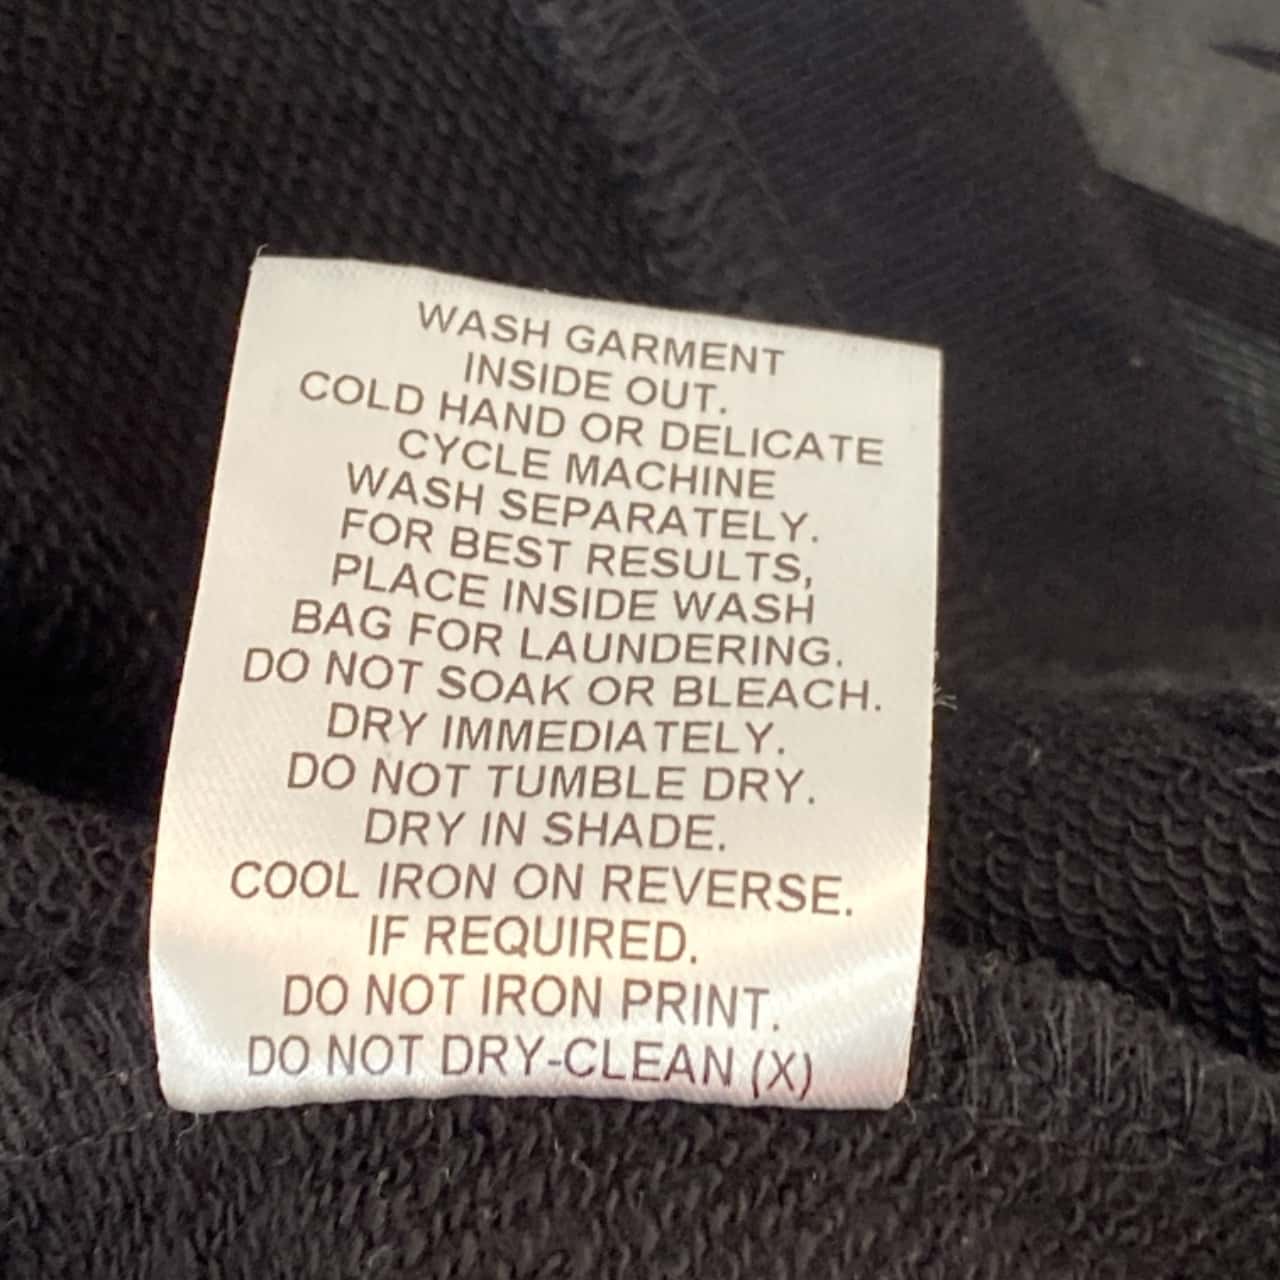 WASH GARMENT
INSIDE OUT.
COLD HAND OR DELICATE
CYCLE MACHINE
WASH SEPARATELY.
FOR BEST RESULTS,
PLACE INSIDE WASH
BAG FOR LAUNDERING.
DO NOT SOAK OR BLEACH.
DRY IMMEDIATELY.
DO NOT TUMBLE DRY.
DRY IN SHADE.
COOL IRON ON REVERSE.
IF REQUIRED.
DO NOT IRON PRINT.
DO NOT DRY-CLEAN (X)